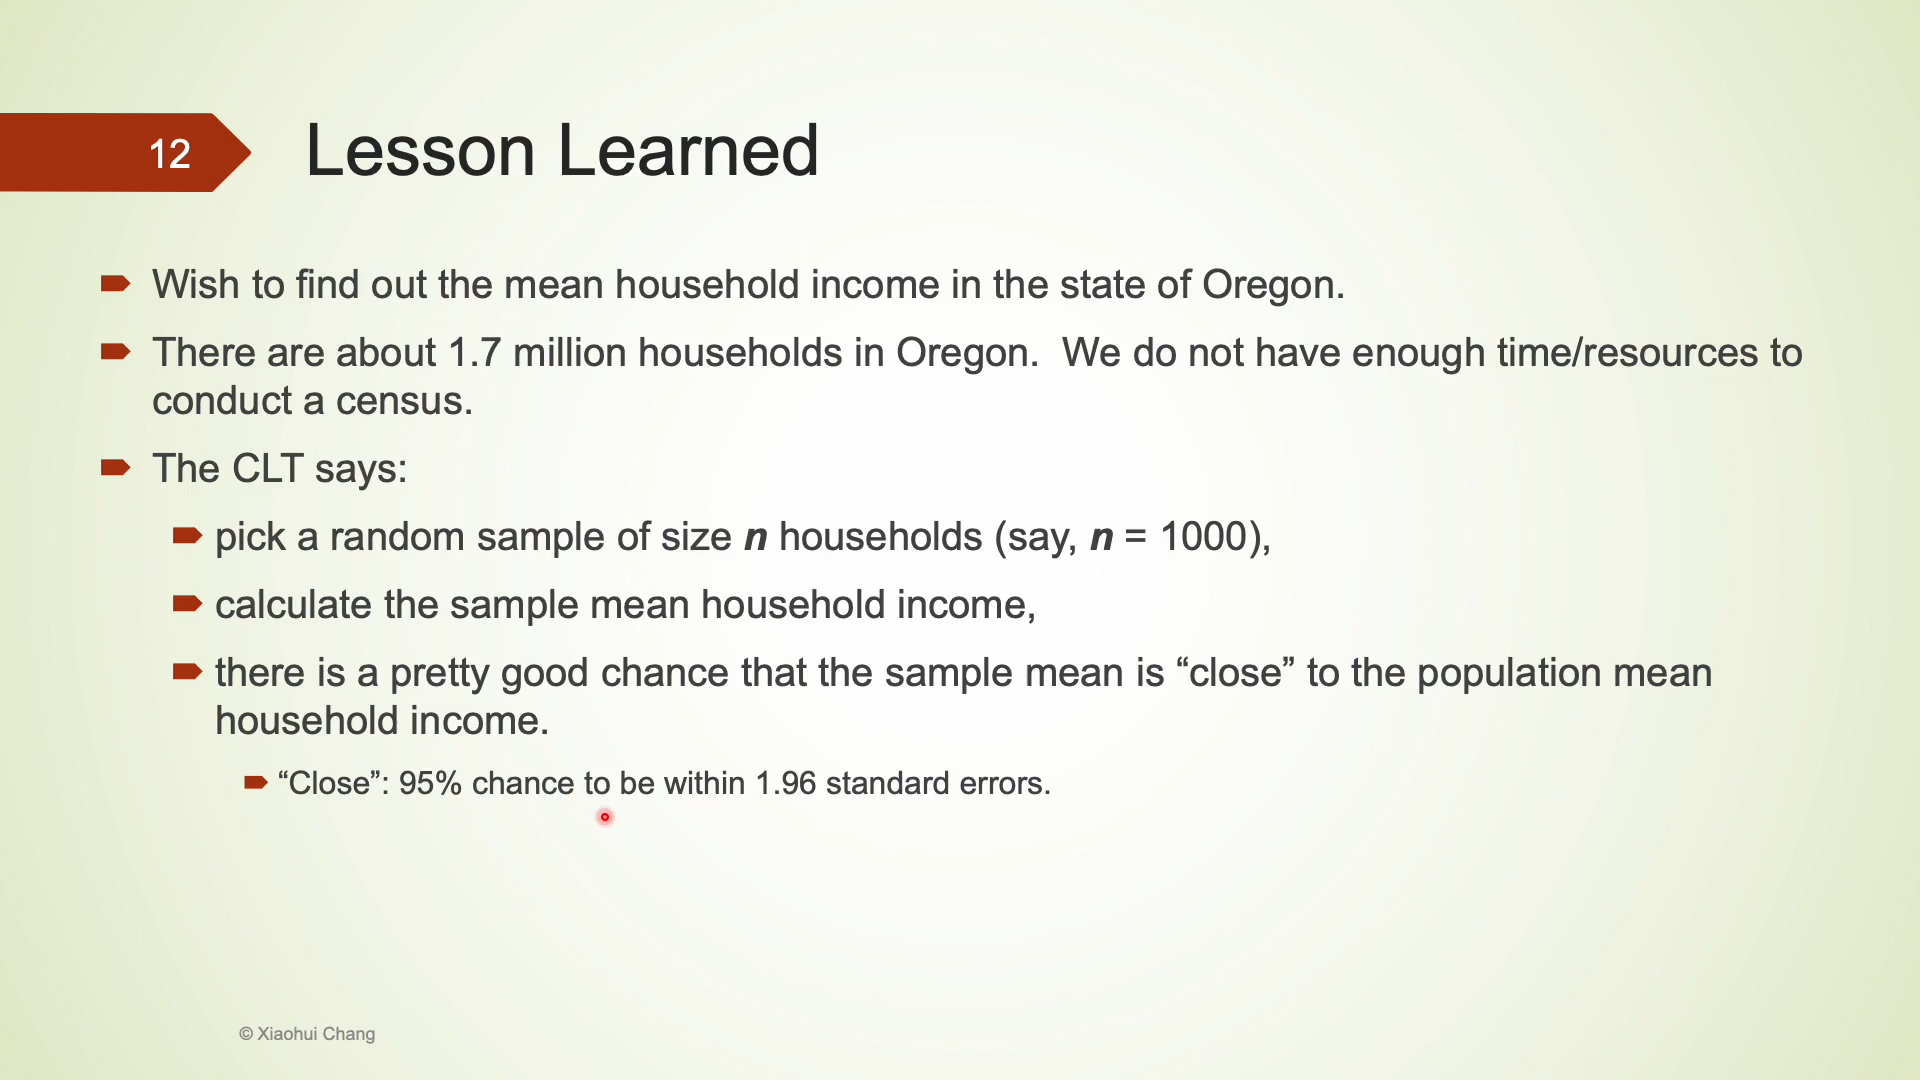 12
Lesson Learned
Wish to find out the mean household income in the state of Oregon.
There are about 1.7 million households in Oregon.  We do not have enough time/resources to
conduct a census.
The CLT says:
pick a random sample of size n households (say, n = 1000),
calculate the sample mean household income,
there is a pretty good chance that the sample mean is “close” to the population mean
household income.
“Close”: 95% chance to be within 1.96 standard errors.
© Xiaohui Chang